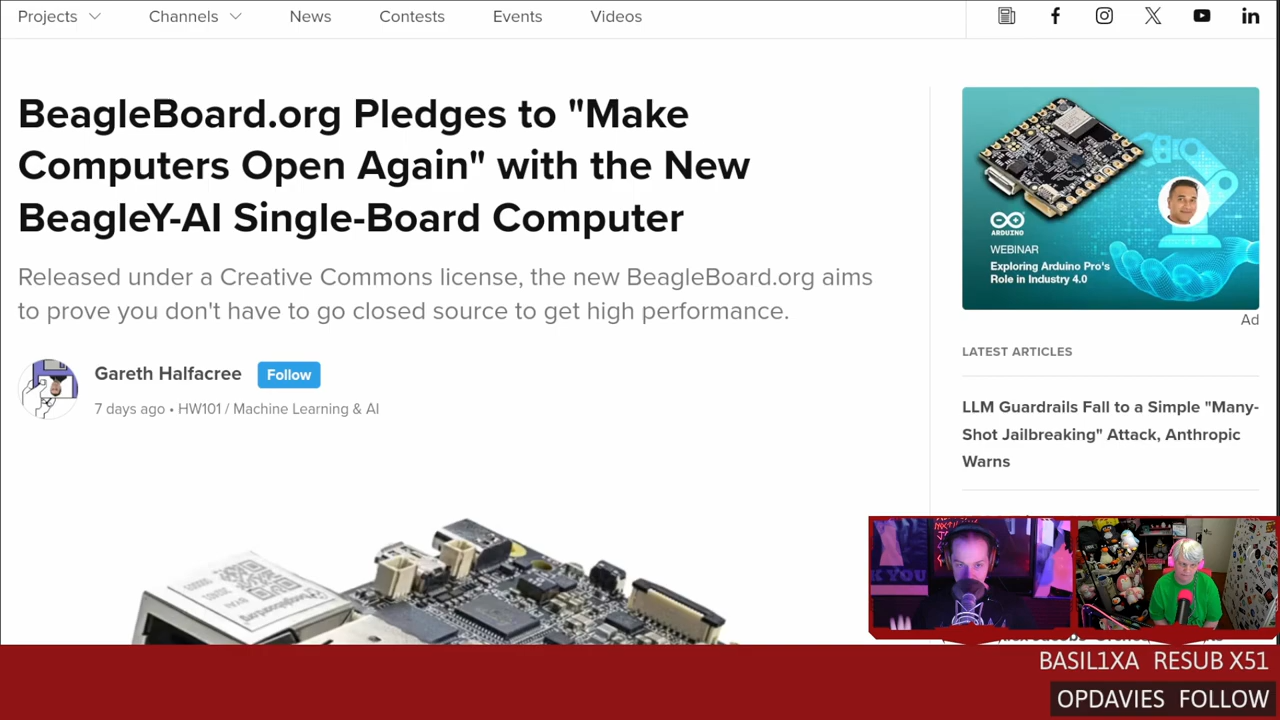 Projects
Channels
News
Contests
Events
Videos
BeagleBoard.org Pledges to "Make
Computers Open Again" with the New
BeagleY-AI Single-Board Computer
Released under a Creative Commons license, the new BeagleBoard.org aims
to prove you don't have to go closed source to get high performance.
Gareth Halfacree
Follow
7 days ago • HW101 / Machine Learning & AI
ARDUINO
WEBINAR
Exploring Arduino Pro's
Role in Industry 4.0
Ad
LATEST ARTICLES
LLM Guardrails Fall to a Simple "Many-
Shot Jailbreaking" Attack, Anthropic
Warns
K YOU
BASIL1XA RESUB X51
OPDAVIES FOLLOW